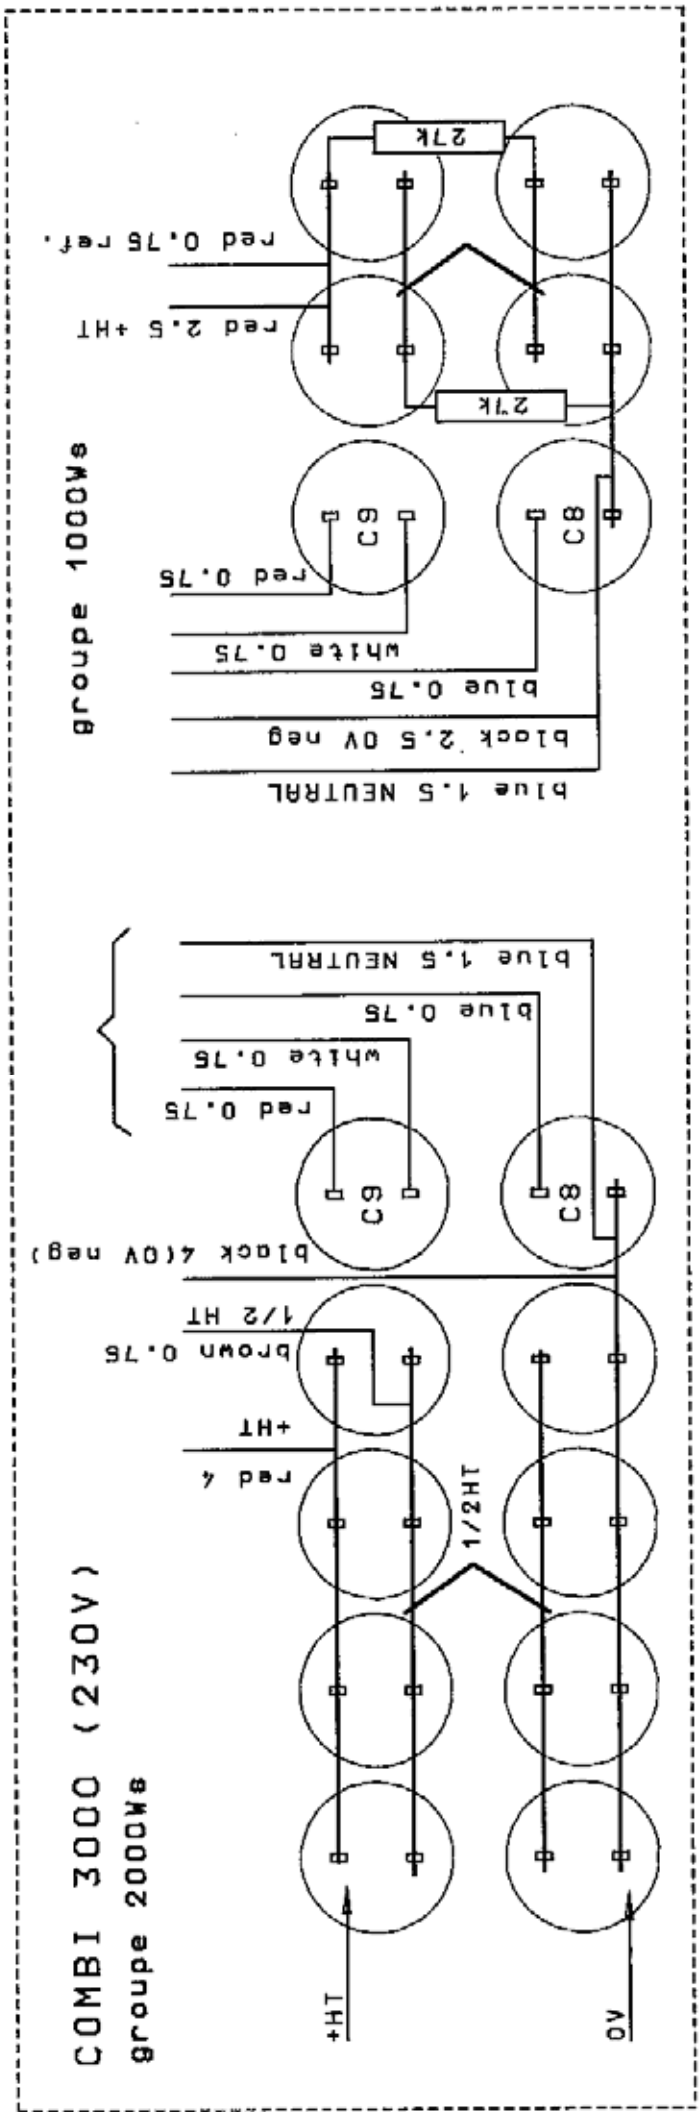 COMBI 3000 (230V)
groupe 2000Ws
+HT
0V
1/2HT
red 4
+HT
brown 0.75
1/2 HT
black 4(0V neg)
C9
C8
red 0.75
white 0.75
blue 0.75
blue 1.5 NEUTRAL
groupe 1000Ws
blue 1.5 NEUTRAL
black 2.5 0V neg
blue 0.75
white 0.75
red 0.75
C9
C8
27k
red 2.5 +HT
red 0.75 ref.
27k